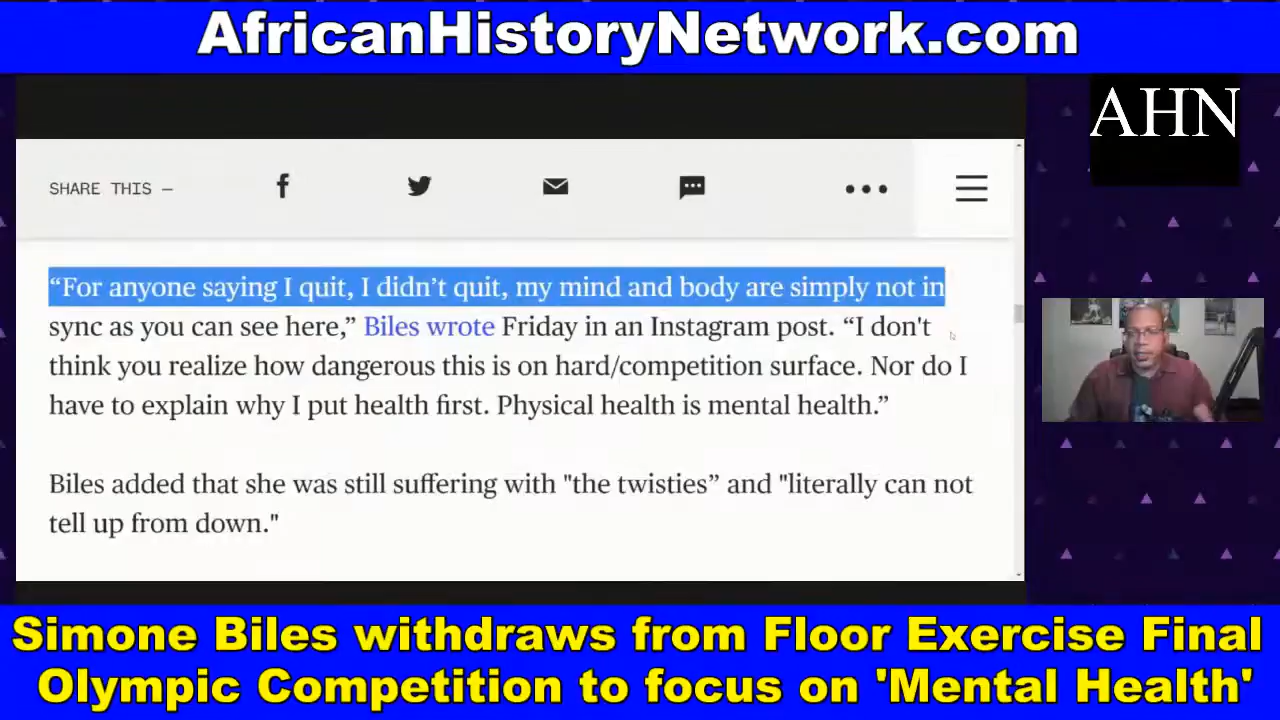 AfricanHistoryNetwork.com
AHN
SHARE THIS —
“For anyone saying I quit, I didn’t quit, my mind and body are simply not in
sync as you can see here,” Biles wrote Friday in an Instagram post. “I don't
think you realize how dangerous this is on hard/competition surface. Nor do I
have to explain why I put health first. Physical health is mental health.”
Biles added that she was still suffering with "the twisties” and "literally can not
tell up from down."
Simone Biles withdraws from Floor Exercise Final
Olympic Competition to focus on 'Mental Health'